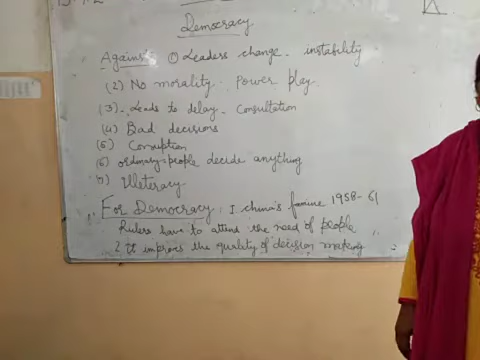 Democracy
Against ① Leaders change - instability
(2) No morality. Power play.
(3). Leads to delay - Consultation
(4) Bad decisions
(5) Corruption
(6) ordinary people decide anything
(7) Illeteracy
For Democracy: 1. China's famine 1958-61
Rulers have to attend the need of people
2. It improves the quality of decision making